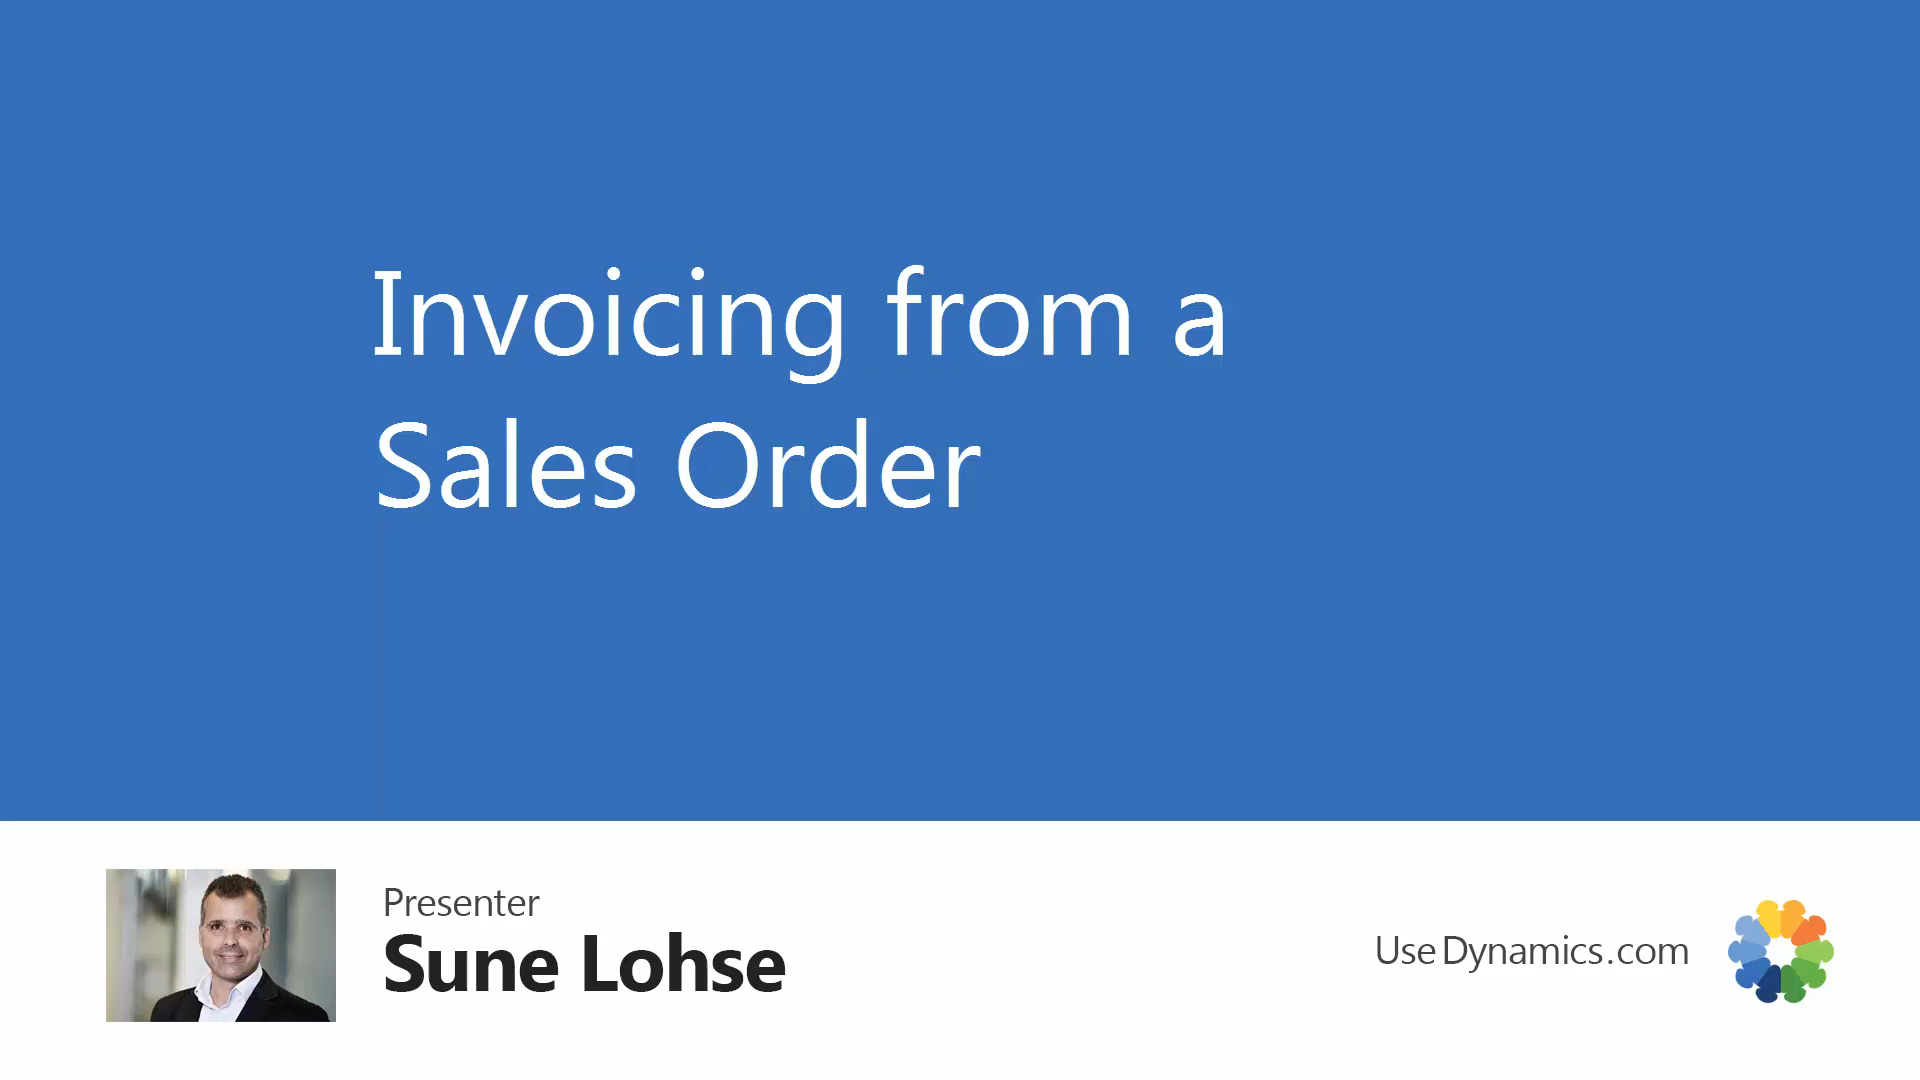 Invoicing from a
Sales Order
Presenter
Sune Lohse
UseDynamics.com